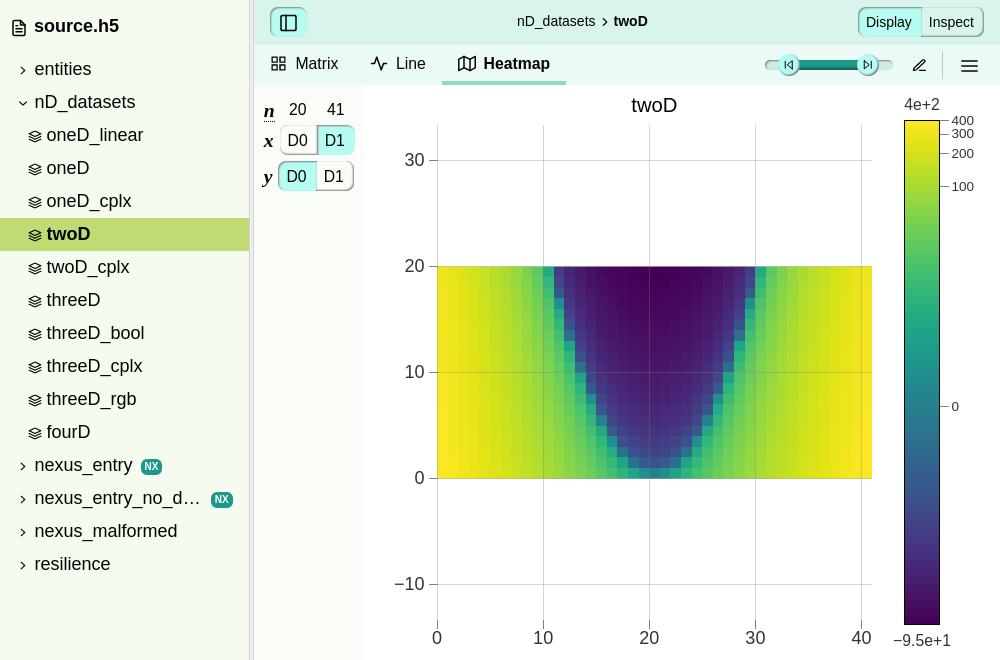 source.h5
entities
nD_datasets
oneD_linear
oneD
oneD_cplx
twoD
twoD_cplx
threeD
threeD_bool
threeD_cplx
threeD_rgb
fourD
nexus_entry NX
nexus_entry_no_d… NX
nexus_malformed
resilience
nD_datasets > twoD
Display Inspect
Matrix Line Heatmap
n 20 41
x D0 D1
y D0 D1
twoD
30
20
10
0
−10
0 10 20 30 40
4e+2
400
300
200
100
0
−9.5e+1